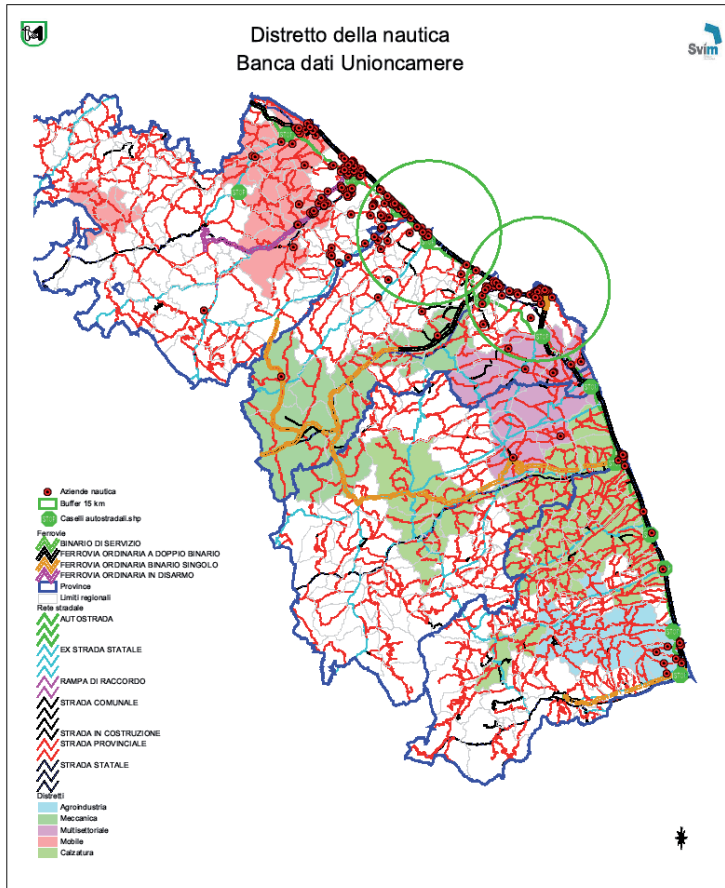 Distretto della nautica
Banca dati Unioncamere
Svim
Aziende nautica
Buffer 15 km
Caselli autostradali.shp
Ferrovie
BINARIO DI SERVIZIO
FERROVIA ORDINARIA A DOPPIO BINARIO
FERROVIA ORDINARIA BINARIO SINGOLO
FERROVIA ORDINARIA IN DISARMO
Province
Limiti regionali
Rete stradale
AUTOSTRADA
EX STRADA STATALE
RAMPA DI RACCORDO
STRADA COMUNALE
STRADA IN COSTRUZIONE
STRADA PROVINCIALE
STRADA STATALE
Distretti
Agroindustria
Meccanica
Multisettoriale
Mobile
Calzatura